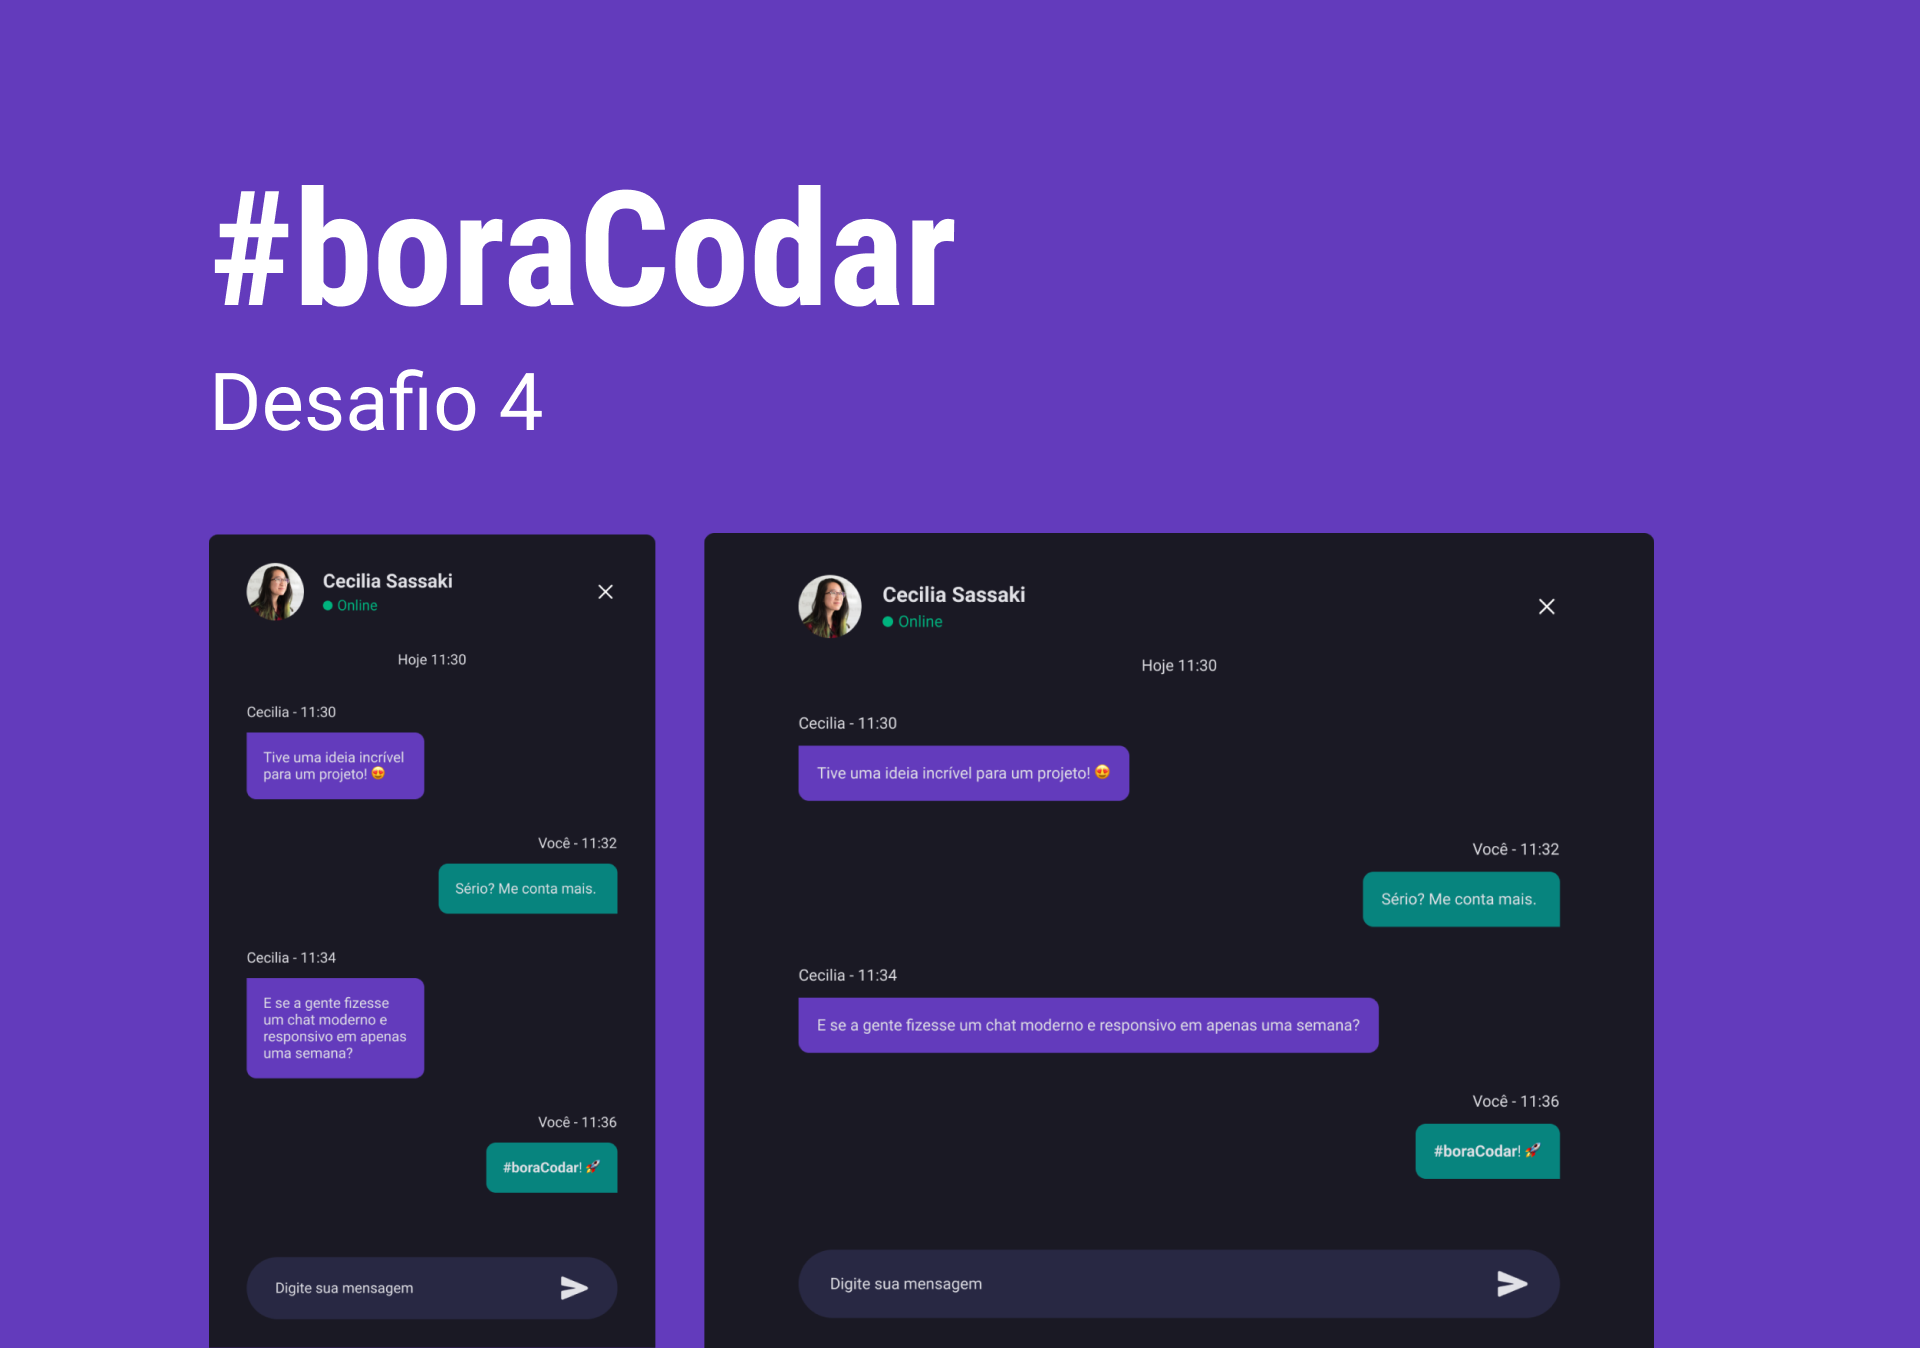 #boraCodar
Desafio 4
Cecilia Sassaki
Online
Hoje 11:30
Cecilia - 11:30
Tive uma ideia incrível
para um projeto! 😍
Você - 11:32
Sério? Me conta mais.
Cecilia - 11:34
E se a gente fizesse
um chat moderno e
responsivo em apenas
uma semana?
Você - 11:36
#boraCodar! 🚀
Digite sua mensagem
Cecilia Sassaki
Online
Hoje 11:30
Cecilia - 11:30
Tive uma ideia incrível para um projeto! 😍
Você - 11:32
Sério? Me conta mais.
Cecilia - 11:34
E se a gente fizesse um chat moderno e responsivo em apenas uma semana?
Você - 11:36
#boraCodar! 🚀
Digite sua mensagem